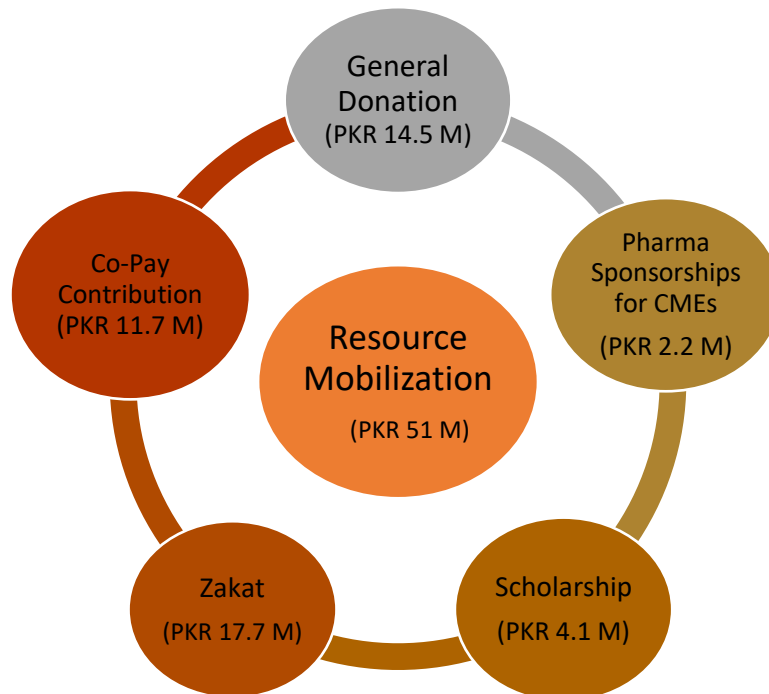 General
Donation
(PKR 14.5 M)
Pharma
Sponsorships
for CMEs
(PKR 2.2 M)
Scholarship
(PKR 4.1 M)
Zakat
(PKR 17.7 M)
Co-Pay
Contribution
(PKR 11.7 M)
Resource
Mobilization
(PKR 51 M)